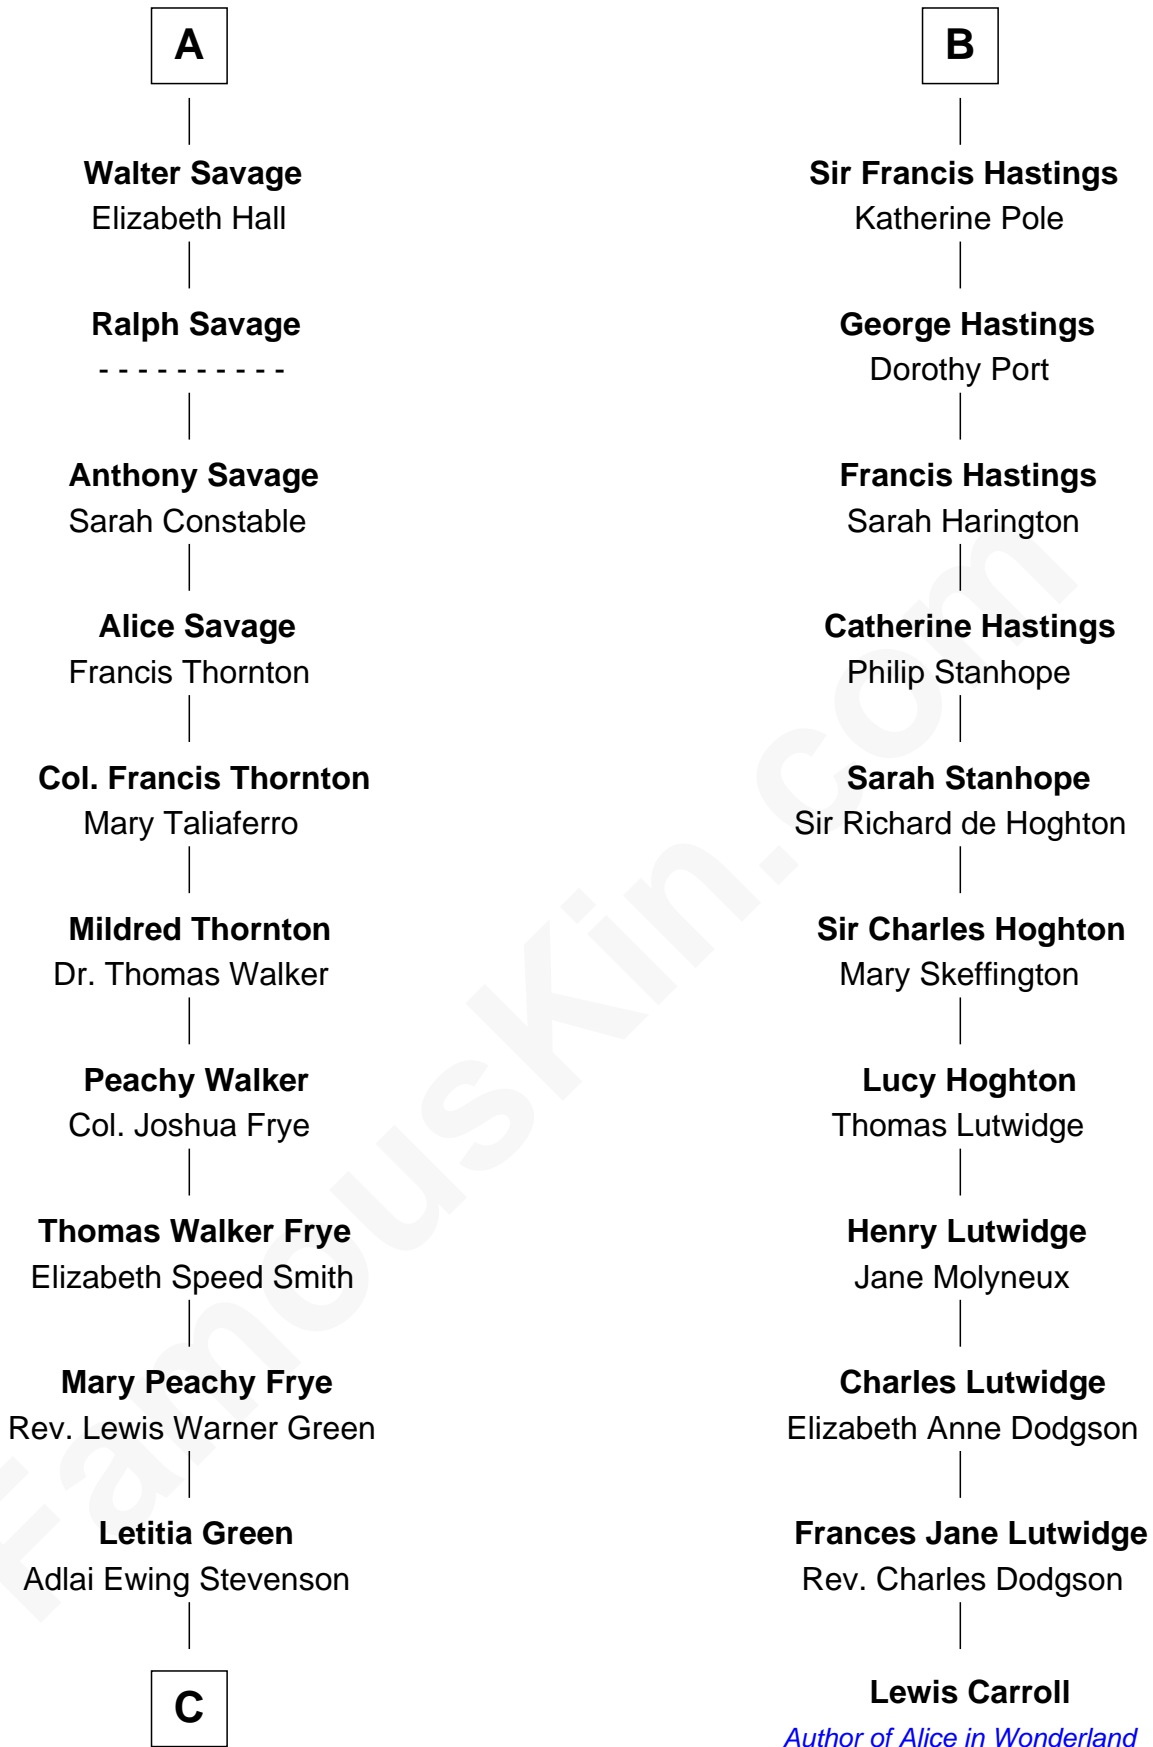 A
Walter Savage
Elizabeth Hall
Ralph Savage
- - - - - - - - - -
Anthony Savage
Sarah Constable
Alice Savage
Francis Thornton
Col. Francis Thornton
Mary Taliaferro
Mildred Thornton
Dr. Thomas Walker
Peachy Walker
Col. Joshua Frye
Thomas Walker Frye
Elizabeth Speed Smith
Mary Peachy Frye
Rev. Lewis Warner Green
Letitia Green
Adlai Ewing Stevenson
C
B
Sir Francis Hastings
Katherine Pole
George Hastings
Dorothy Port
Francis Hastings
Sarah Harington
Catherine Hastings
Philip Stanhope
Sarah Stanhope
Sir Richard de Hoghton
Sir Charles Hoghton
Mary Skeffington
Lucy Hoghton
Thomas Lutwidge
Henry Lutwidge
Jane Molyneux
Charles Lutwidge
Elizabeth Anne Dodgson
Frances Jane Lutwidge
Rev. Charles Dodgson
Lewis Carroll
Author of Alice in Wonderland
FamousKin.com